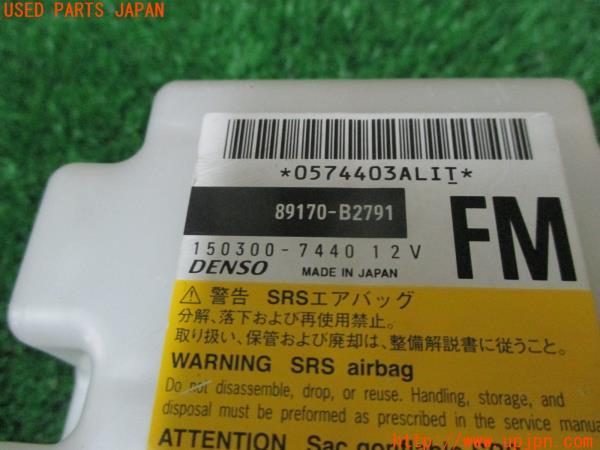 USED PARTS JAPAN
*0574403ALIT*
89170-B2791
FM
150300-7440 12V
DENSO MADE IN JAPAN
警告 SRSエアバッグ
分解、落下および再使用禁止。
取り扱い、保管および廃却は、整備解説書に従うこと。
WARNING SRS airbag
Do not disassemble, drop, or reuse. Handling, storage, and
disposal must be performed as prescribed in the service manua
ATTENTION Sac gonflable
http://www.upjpn.com